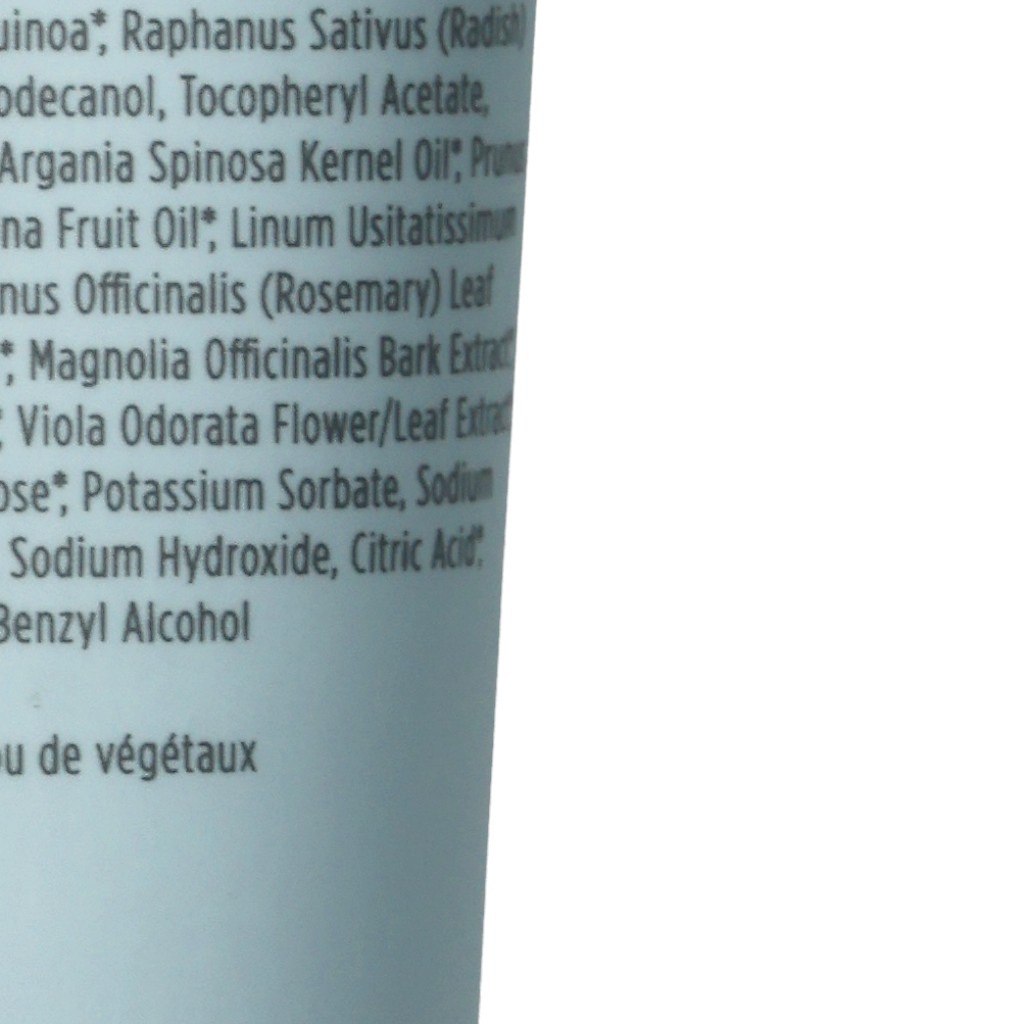 uinoa*, Raphanus Sativus (Radish)
odecanol, Tocopheryl Acetate,
Argania Spinosa Kernel Oil*, Prunus
na Fruit Oil*, Linum Usitatissimum
nus Officinalis (Rosemary) Leaf
*, Magnolia Officinalis Bark Extract*
*, Viola Odorata Flower/Leaf Extract*
ose*, Potassium Sorbate, Sodium
Sodium Hydroxide, Citric Acid*,
Benzyl Alcohol
ou de végétaux